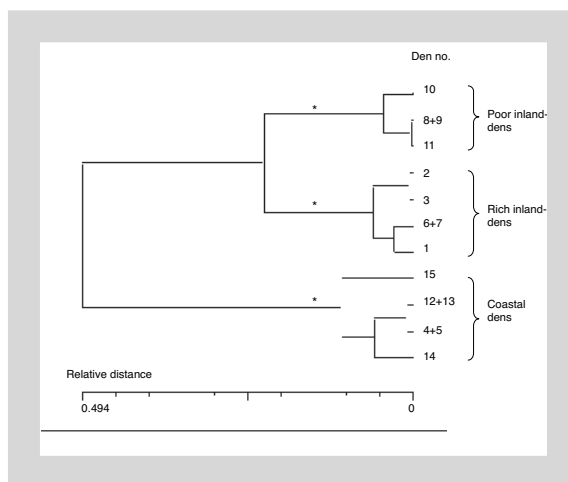 Den no.
10
8+9
11
Poor inland-
dens
2
3
6+7
1
Rich inland-
dens
15
12+13
4+5
14
Coastal
dens
*
*
*
Relative distance
0.494
0